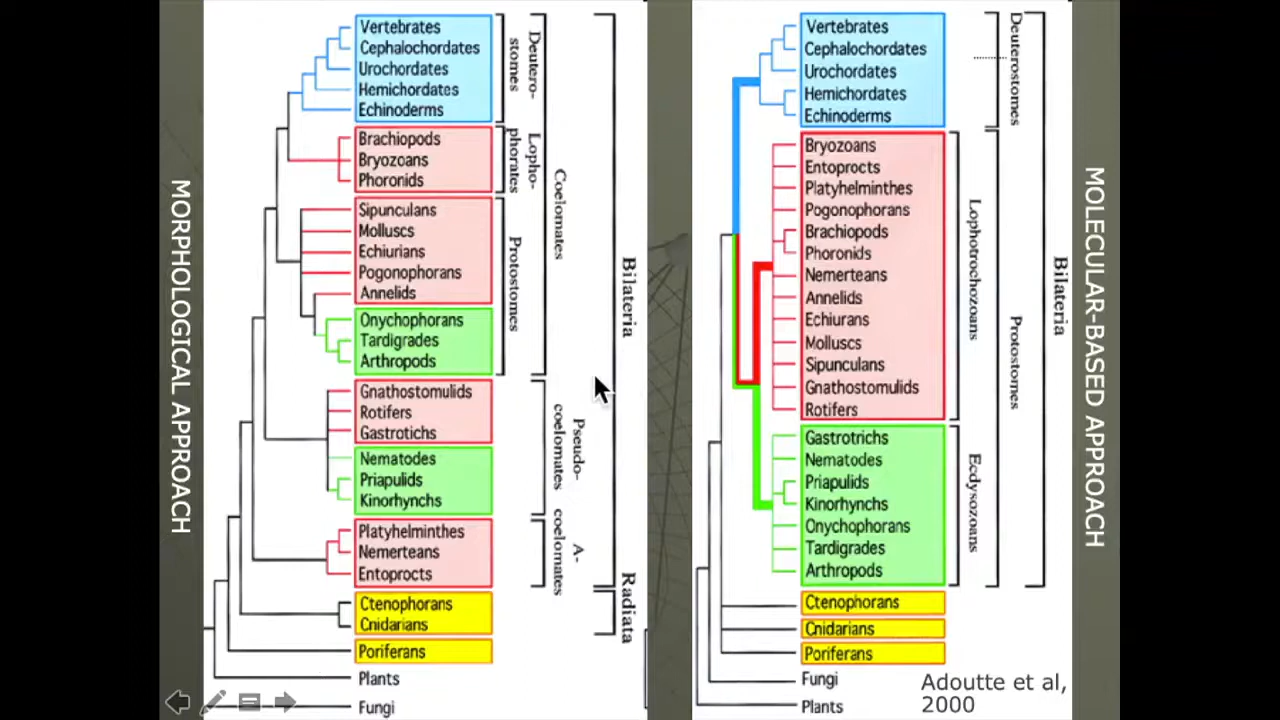 MORPHOLOGICAL APPROACH
Vertebrates
Cephalochordates
Urochordates
Hemichordates
Echinoderms
Brachiopods
Bryozoans
Phoronids
Sipunculans
Molluscs
Echiurians
Pogonophorans
Annelids
Onychophorans
Tardigrades
Arthropods
Gnathostomulids
Rotifers
Gastrotichs
Nematodes
Priapulids
Kinorhynchs
Platyhelminthes
Nemerteans
Entoprocts
Ctenophorans
Cnidarians
Poriferans
Plants
Fungi
Deutero-
stomes
Lopho-
phorates
Protostomes
Coelomates
Pseudo-
coelomates
A-
coelomates
Bilateria
Radiata
Vertebrates
Cephalochordates
Urochordates
Hemichordates
Echinoderms
Bryozoans
Entoprocts
Platyhelminthes
Pogonophorans
Brachiopods
Phoronids
Nemerteans
Annelids
Echiurans
Molluscs
Sipunculans
Gnathostomulids
Rotifers
Gastrotrichs
Nematodes
Priapulids
Kinorhynchs
Onychophorans
Tardigrades
Arthropods
Ctenophorans
Cnidarians
Poriferans
Fungi
Plants
Deuterostomes
Lophotrochozoans
Ecdysozoans
Protostomes
Bilateria
MOLECULAR-BASED APPROACH
Adoutte et al,
2000